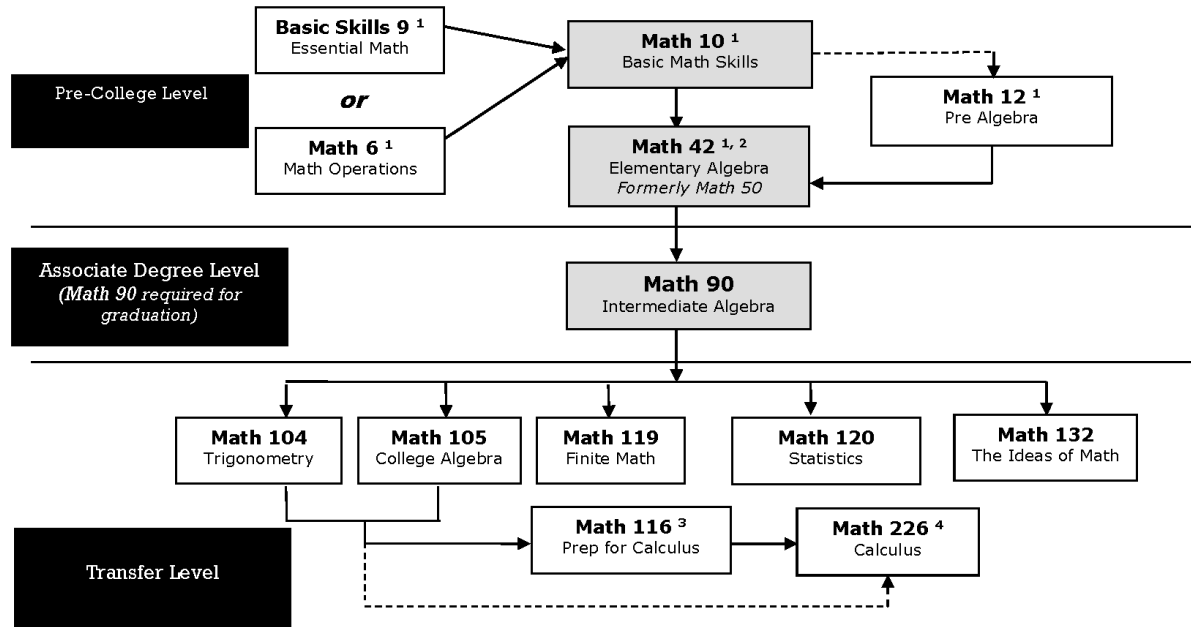 Basic Skills 9 ¹
Essential Math
or
Math 6 ¹
Math Operations
Math 10 ¹
Basic Math Skills
Math 12 ¹
Pre Algebra
Math 42 ¹, ²
Elementary Algebra
Formerly Math 50
Pre-College Level
Associate Degree Level
(Math 90 required for
graduation)
Math 90
Intermediate Algebra
Math 104
Trigonometry
Math 105
College Algebra
Math 119
Finite Math
Math 120
Statistics
Math 132
The Ideas of Math
Math 116 ³
Prep for Calculus
Math 226 ⁴
Calculus
Transfer Level